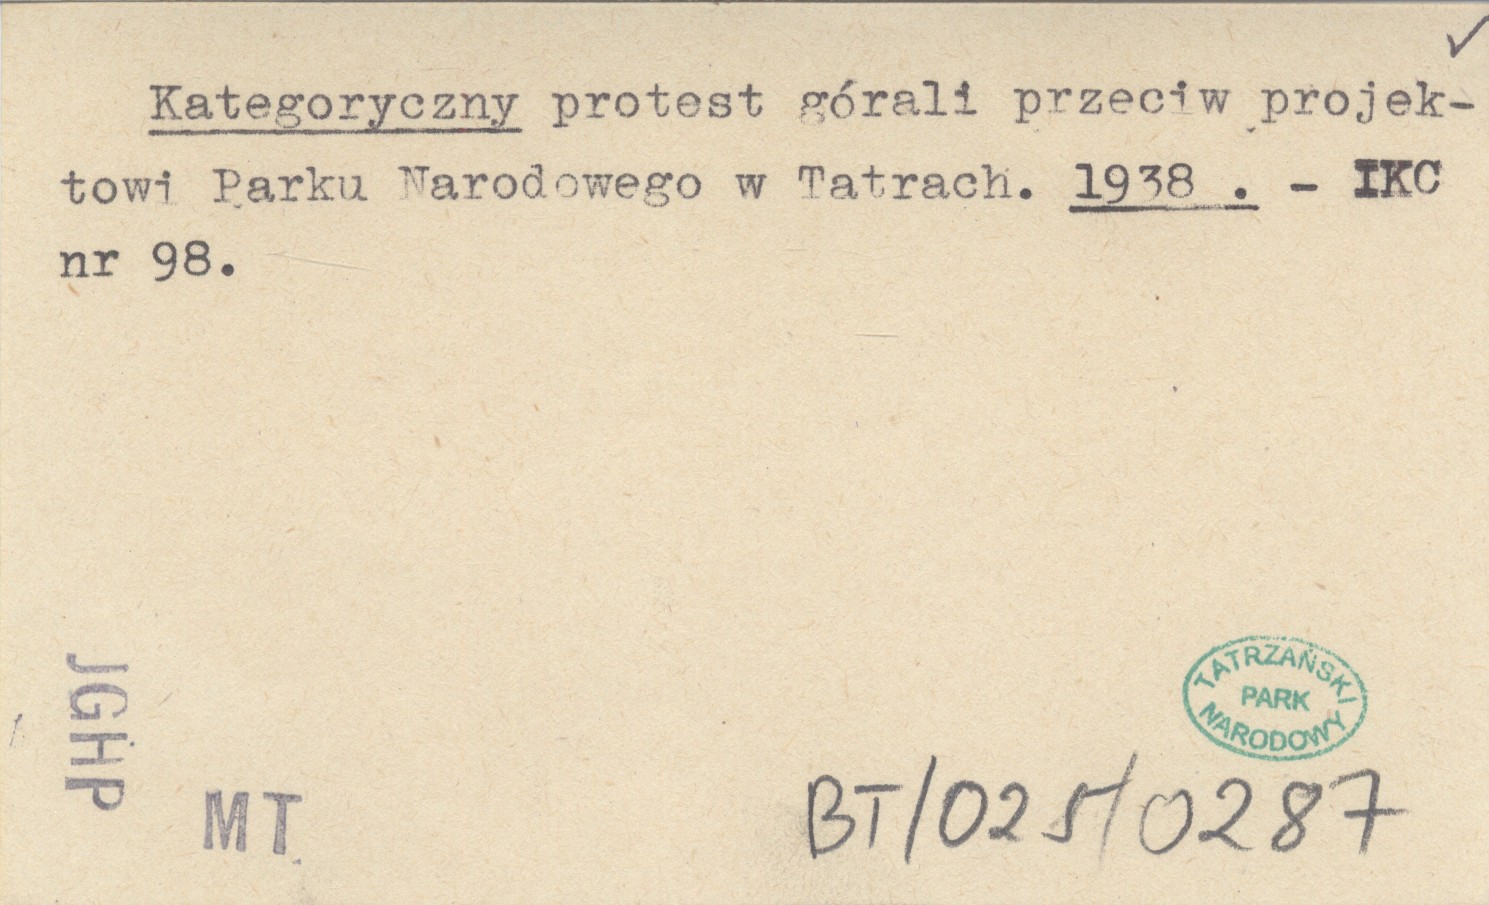 Kategoryczny protest górali przeciw projek-
towi Parku Narodowego w Tatrach. 1938 . - IKC
nr 98.
JGHP
MT
TATRZAŃSKI
PARK
NARODOWY
BT/025/0287